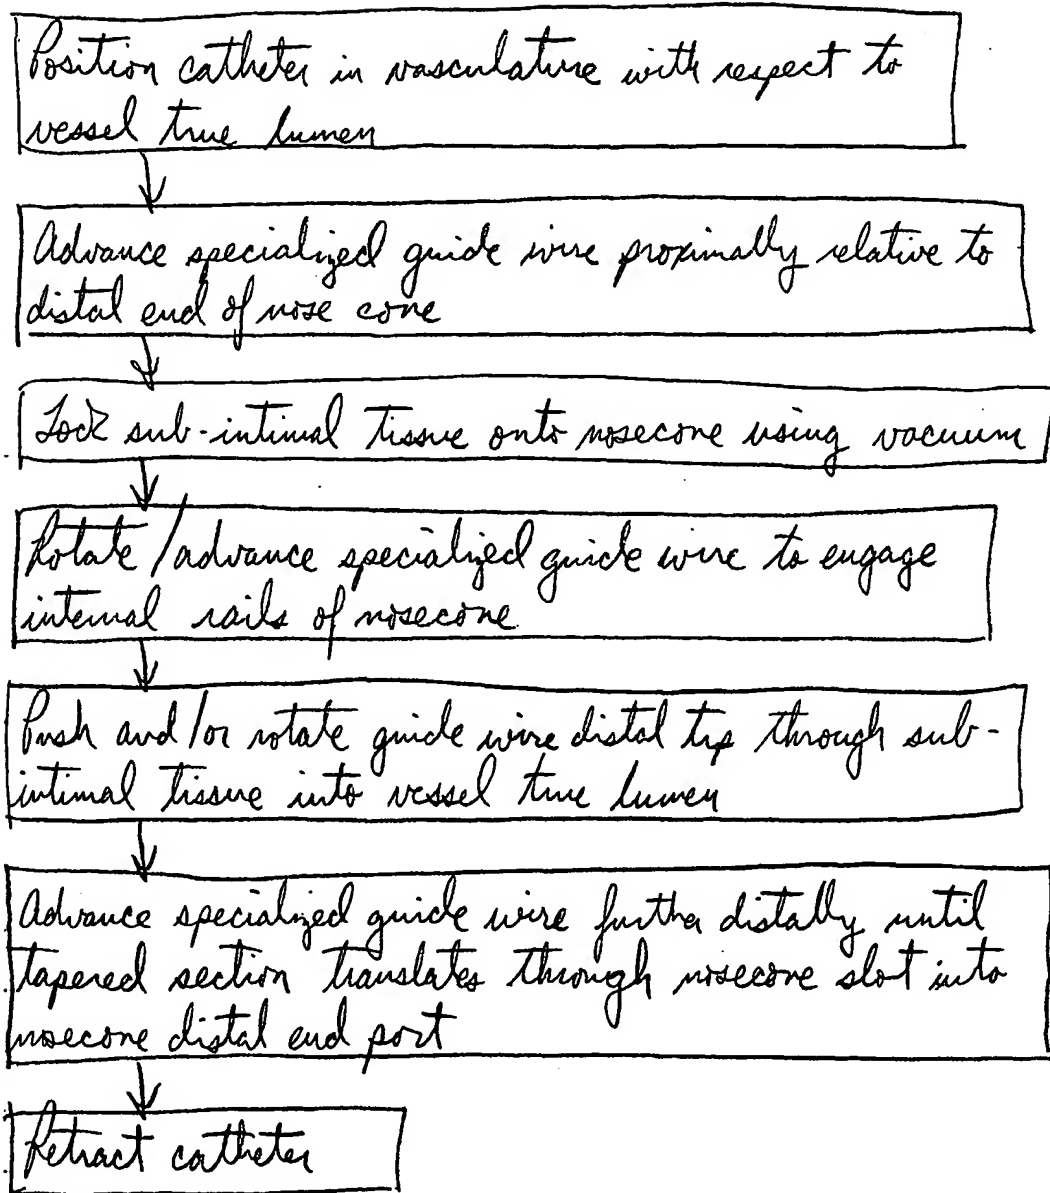 Position catheter in vasculature with respect to
vessel true lumen
Advance specialized guide wire proximally relative to
distal end of nose cone
Lock sub-intimal tissue onto nosecone using vacuum
Rotate/advance specialized guide wire to engage
internal rails of nosecone
Push and/or rotate guide wire distal tip through sub-
intimal tissue into vessel true lumen
Advance specialized guide wire further distally until
tapered section translates through nosecone slot into
nosecone distal end port
Retract catheter